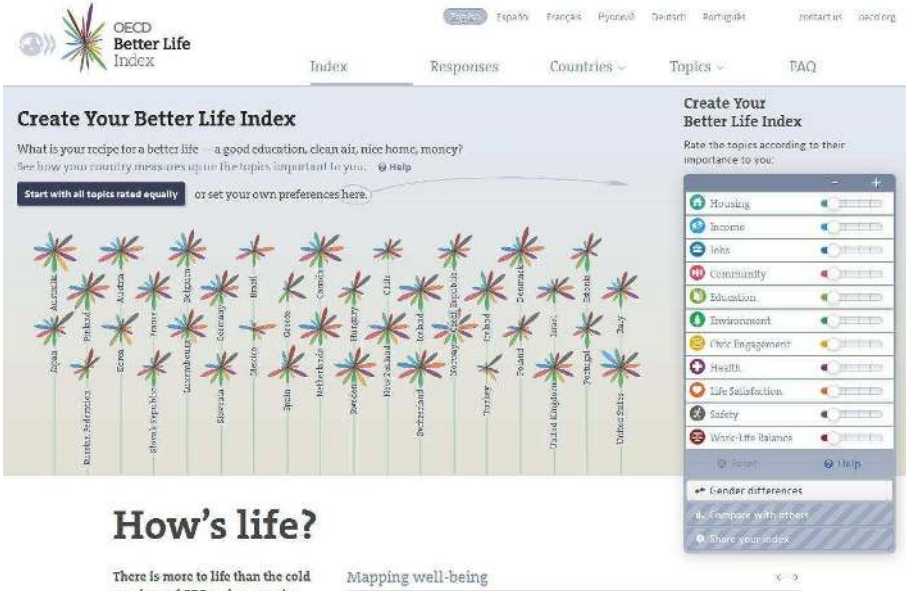 OECD
Better Life
Index
English Español Français Русский Deutsch Português contact us oecd.org
Index Responses Countries Topics FAQ
Create Your Better Life Index
What is your recipe for a better life — a good education, clean air, nice home, money?
See how your country measures up on the topics important to you. Help
Start with all topics rated equally or set your own preferences here.
Australia
Austria
Belgium
Brazil
Canada
Chile
Czech Republic
Denmark
Estonia
Finland
France
Germany
Greece
Hungary
Iceland
Ireland
Israel
Italy
Japan
Korea
Luxembourg
Mexico
Netherlands
New Zealand
Norway
Poland
Portugal
Russian Federation
Slovak Republic
Slovenia
Spain
Sweden
Switzerland
Turkey
United Kingdom
United States
Create Your
Better Life Index
Rate the topics according to their
importance to you:
- +
Housing
Income
Jobs
Community
Education
Environment
Civic Engagement
Health
Life Satisfaction
Safety
Work-Life Balance
Reset Help
Gender differences
Compare with others
Share your index
How's life?
There is more to life than the cold
Mapping well-being